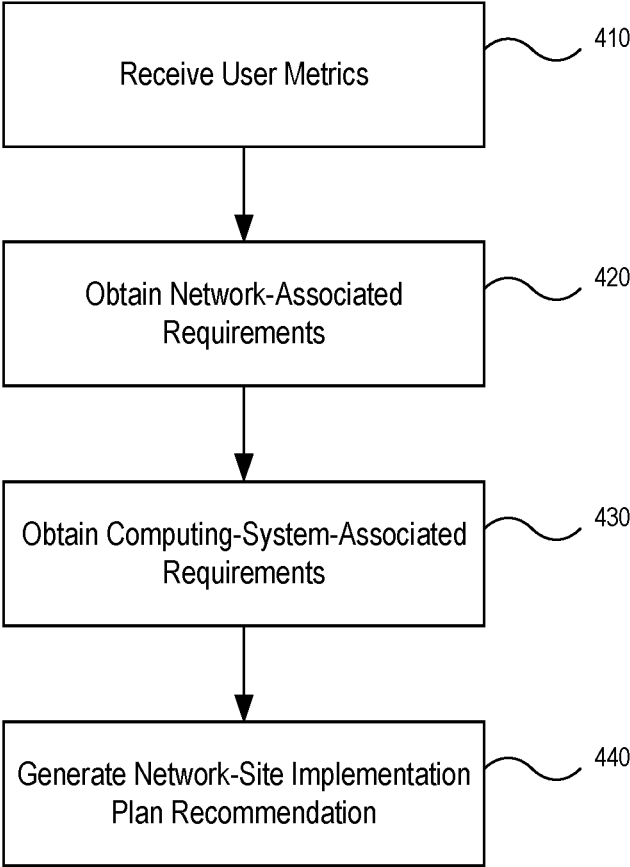 Receive User Metrics
410
Obtain Network-Associated
Requirements
420
Obtain Computing-System-Associated
Requirements
430
Generate Network-Site Implementation
Plan Recommendation
440